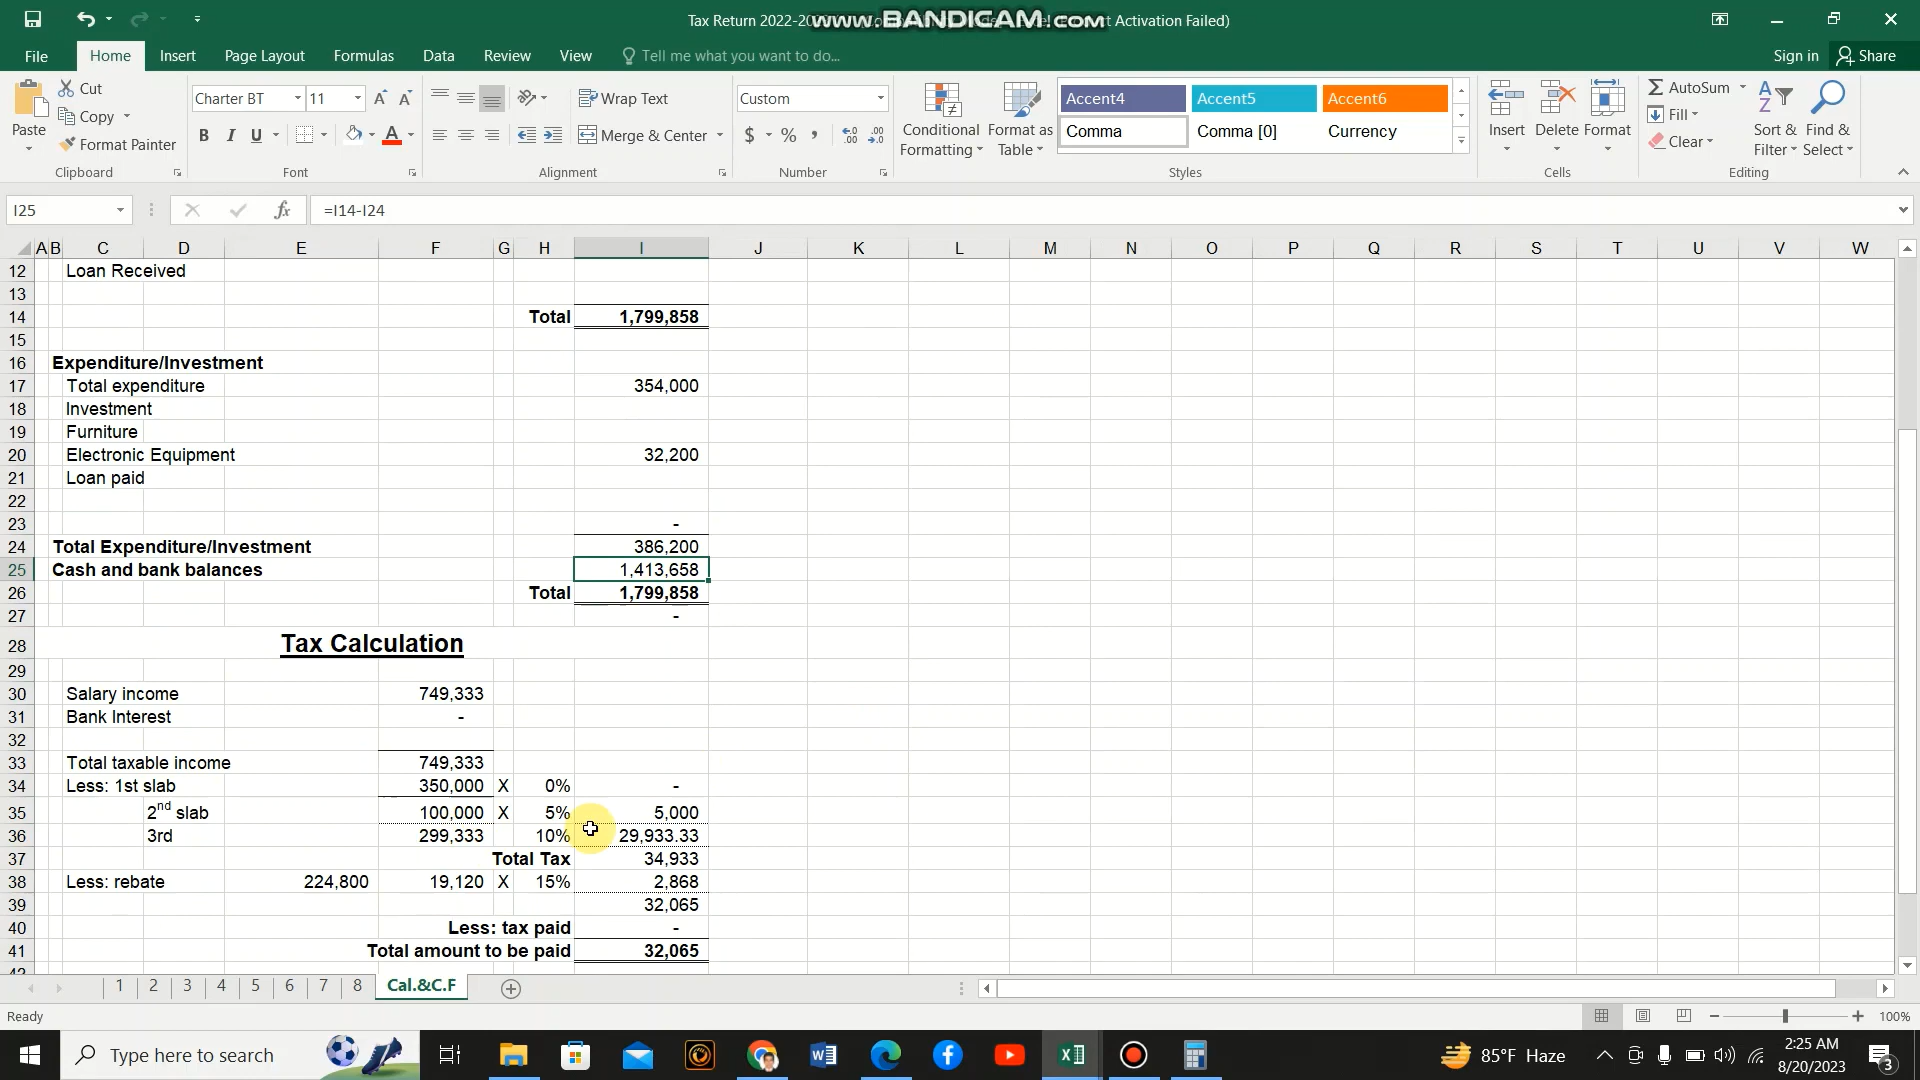 Tax Return 2022-20
t Activation Failed)
www.BANDICAM.com
File Home Insert Page Layout Formulas Data Review View Tell me what you want to do... Sign in Share
Paste
Cut
Copy
Format Painter
Clipboard
Charter BT 11
B I U
Font
Wrap Text
Merge & Center
Alignment
Custom
$ % ,
Number
Conditional Formatting
Format as Table
Accent4 Accent5 Accent6
Comma Comma [0] Currency
Styles
Insert Delete Format
Cells
AutoSum
Fill
Clear
Sort & Filter
Find & Select
Editing
I25 fx =I14-I24
A B C D E F G H I J K L M N O P Q R S T U V W
12 Loan Received
13
14 Total 1,799,858
15
16 Expenditure/Investment
17 Total expenditure 354,000
18 Investment
19 Furniture
20 Electronic Equipment 32,200
21 Loan paid
22
23 -
24 Total Expenditure/Investment 386,200
25 Cash and bank balances 1,413,658
26 Total 1,799,858
27 -
28 Tax Calculation
29
30 Salary income 749,333
31 Bank Interest -
32
33 Total taxable income 749,333
34 Less: 1st slab 350,000 X 0% -
35 2nd slab 100,000 X 5% 5,000
36 3rd 299,333 10% 29,933.33
37 Total Tax 34,933
38 Less: rebate 224,800 19,120 X 15% 2,868
39 32,065
40 Less: tax paid -
41 Total amount to be paid 32,065
42
1 2 3 4 5 6 7 8 Cal.&C.F
Ready 100%
Type here to search
85°F Haze
2:25 AM
8/20/2023
3